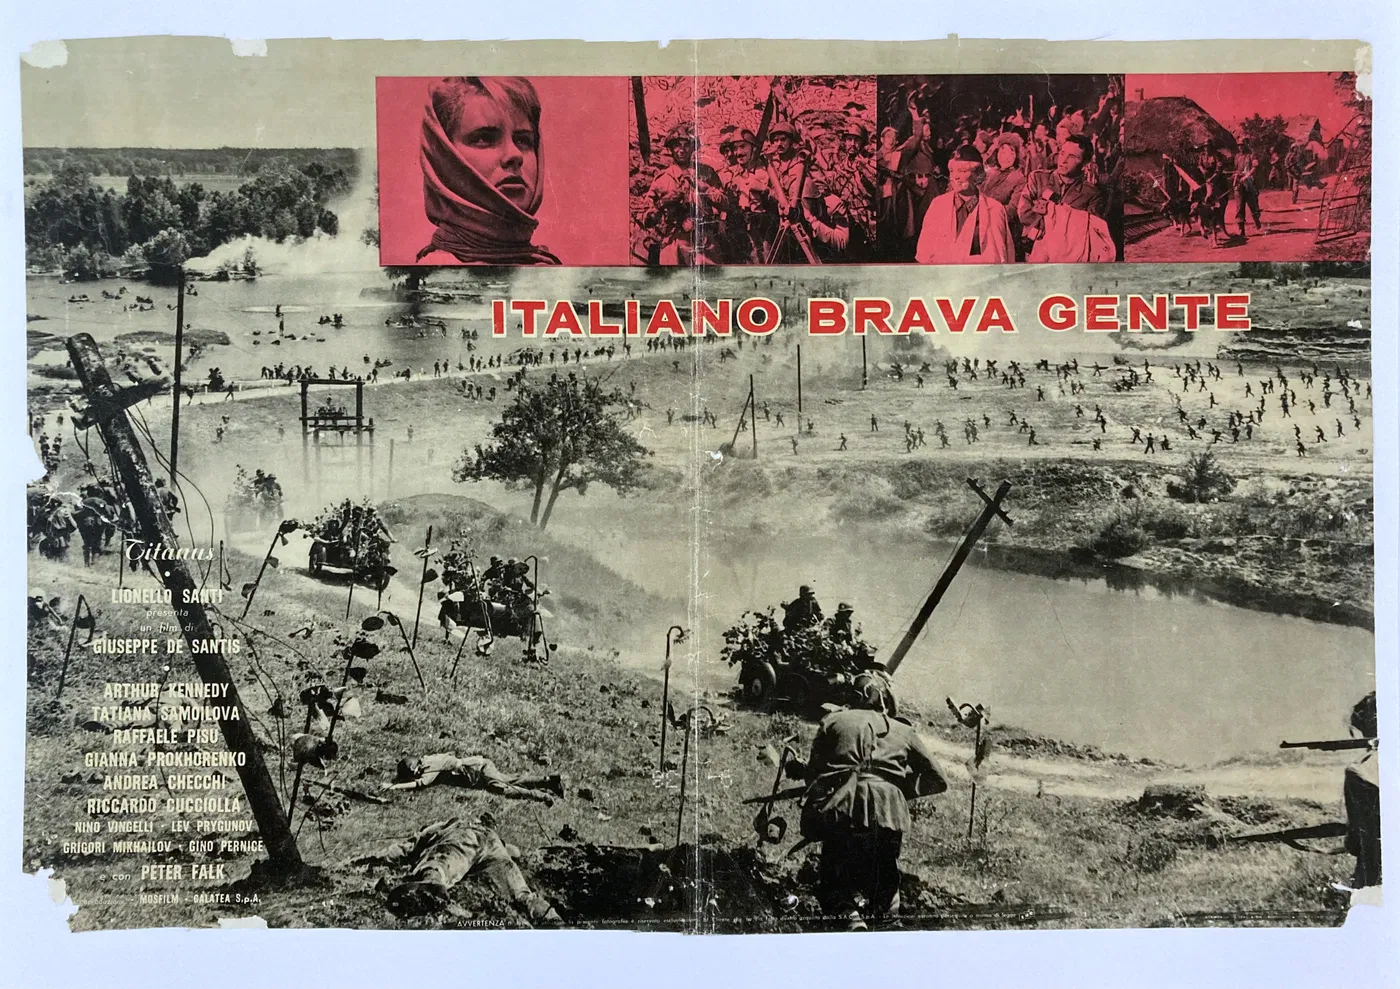 ITALIANO BRAVA GENTE
Titanus
LIONELLO SANTI
presenta
un film di
GIUSEPPE DE SANTIS
ARTHUR KENNEDY
TATIANA SAMOILOVA
RAFFAELE PISU
GIANNA PROKHORENKO
ANDREA CHECCHI
RICCARDO CUCCIOLLA
NINO VINGELLI - LEV PRYGUNOV
GRIGORI MIKHAILOV - GINO PERNICE
e con PETER FALK
MOSFILM - GALATEA S.p.A.
AVVERTENZA